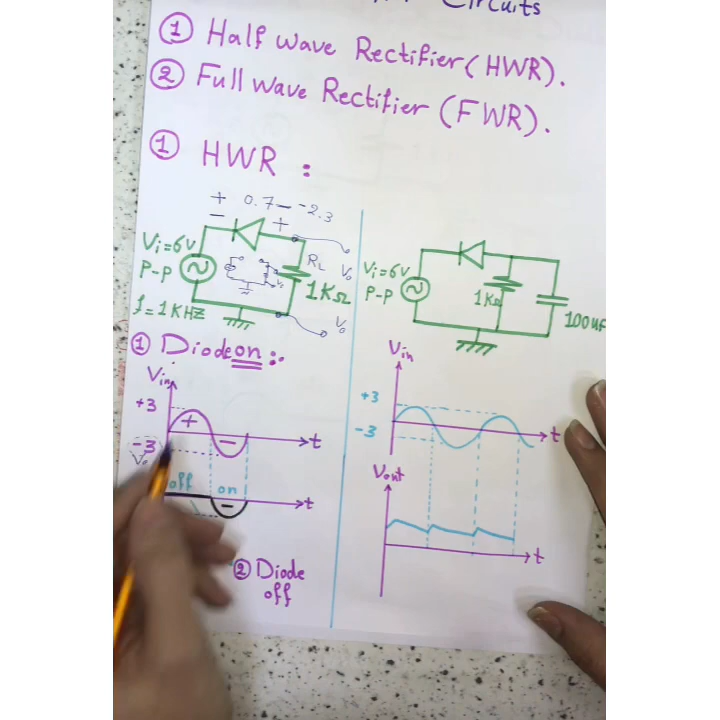 Circuits
① Half Wave Rectifier (HWR).
② Full Wave Rectifier (FWR).
① HWR :
+ 0.7 - -2.3
- +
Vi=6V
P-P
f=1KHZ
RL
1KΩ
Vo
Vo
① Diode on :
Vin
+3
+
-3
-
t
Vo
off on
-
t
② Diode
off
Vi=6V
P-P
1KΩ
100uf
Vin
+3
-3
t
Vout
t